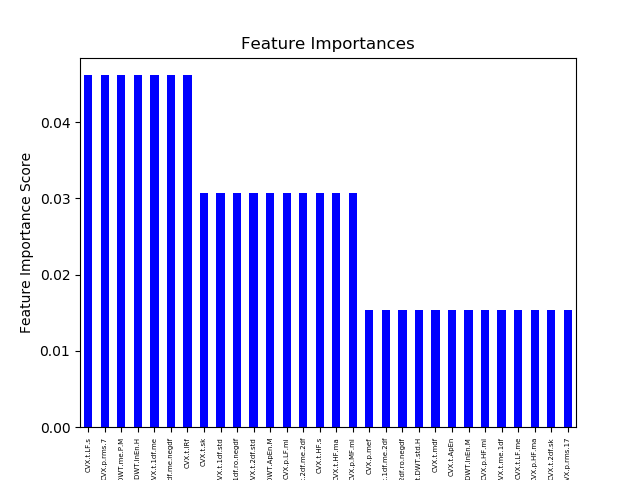 Feature Importances
Feature Importance Score
0.04
0.03
0.02
0.01
0.00
CVX.t.LF.s
CVX.p.rms.7
DWT.me.P.M
DWT.lnEn.H
CVX.t.1df.me
df.me.negdf
CVX.t.IRf
CVX.t.sk
CVX.t.1df.std
1df.ro.negdf
CVX.t.2df.std
DWT.ApEn.M
CVX.p.LF.mi
.2df.me.2df
CVX.t.HF.s
CVX.t.HF.ma
CVX.p.MF.mi
CVX.p.mef
.1df.me.2df
2df.ro.negdf
t.DWT.std.H
CVX.t.mdf
CVX.t.ApEn
DWT.lnEn.M
CVX.p.HF.mi
CVX.t.me.1df
CVX.t.LF.me
CVX.p.HF.ma
CVX.t.2df.sk
CVX.p.rms.17